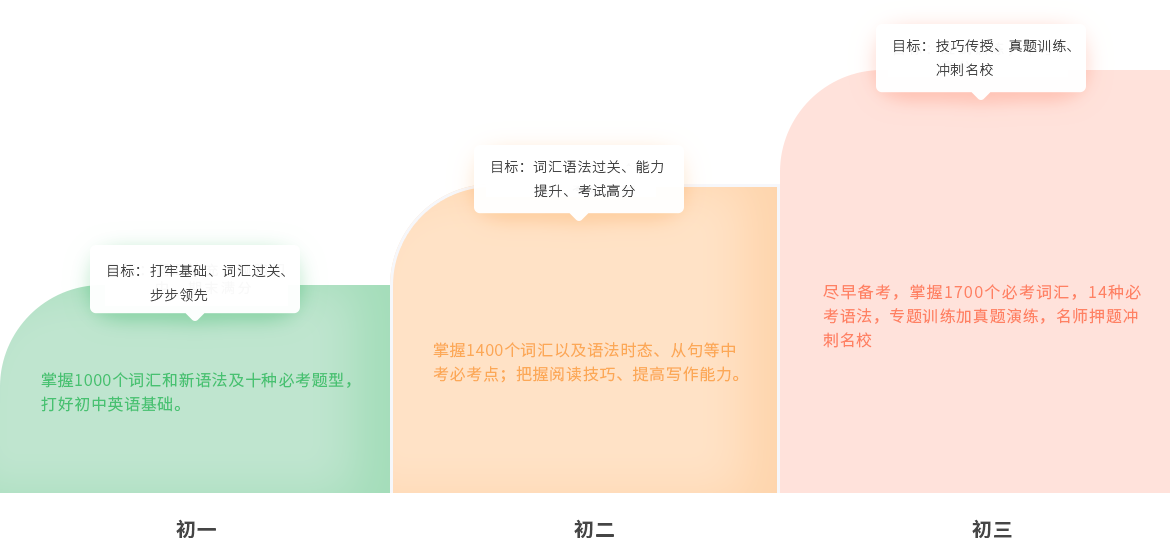 目标：技巧传授、真题训练、
冲刺名校
目标：词汇语法过关、能力
提升、考试高分
目标：打牢基础、词汇过关、
步步领先
掌握1000个词汇和新语法及十种必考题型，
打好初中英语基础。
掌握1400个词汇以及语法时态、从句等中
考必考点；把握阅读技巧、提高写作能力。
尽早备考，掌握1700个必考词汇，14种必
考语法，专题训练加真题演练，名师押题冲
刺名校
初一
初二
初三